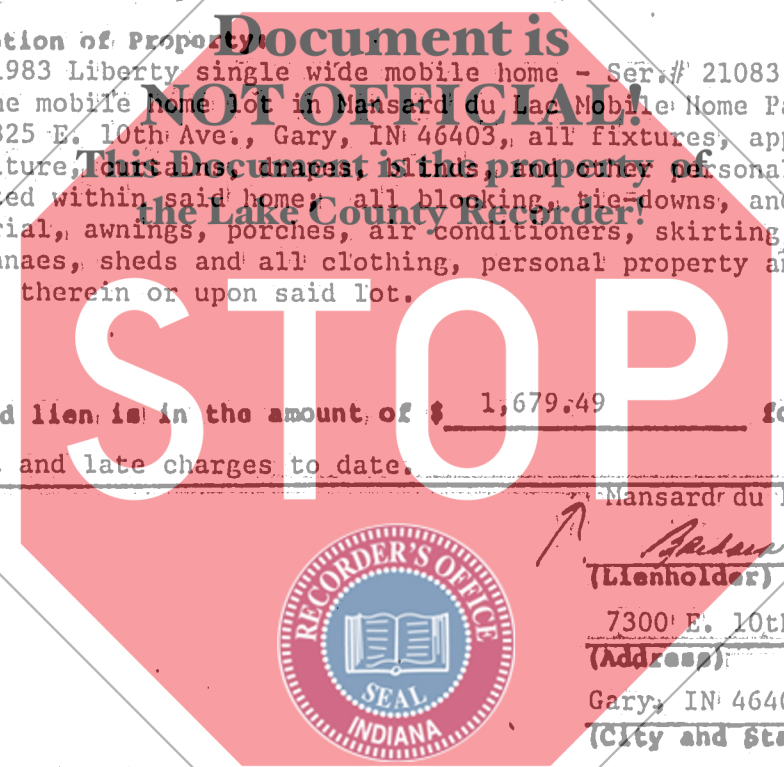 Document is
NOT OFFICIAL!
This Document is the property of
the Lake County Recorder!
STOP
tion of Property:
1983 Liberty single wide mobile home - Ser.# 21083
ne mobile home lot in Mansard du Lac Mobile Home P
825 E. 10th Ave., Gary, IN 46403, all fixtures, app
iture, curtains, drapes, blinds, and other personal
ted within said home; all blocking, tie-downs, and
rial, awnings, porches, air conditioners, skirting,
nnaes, sheds and all clothing, personal property a
therein or upon said lot.
d lien is in the amount of $ 1,679.49 fo
. and late charges to date.
Mansard du L
Barbara
(Lienholder)
7300 E. 10th
(Address)
Gary, IN 4640
(City and Sta
RECORDER'S OFFICE
SEAL
INDIANA